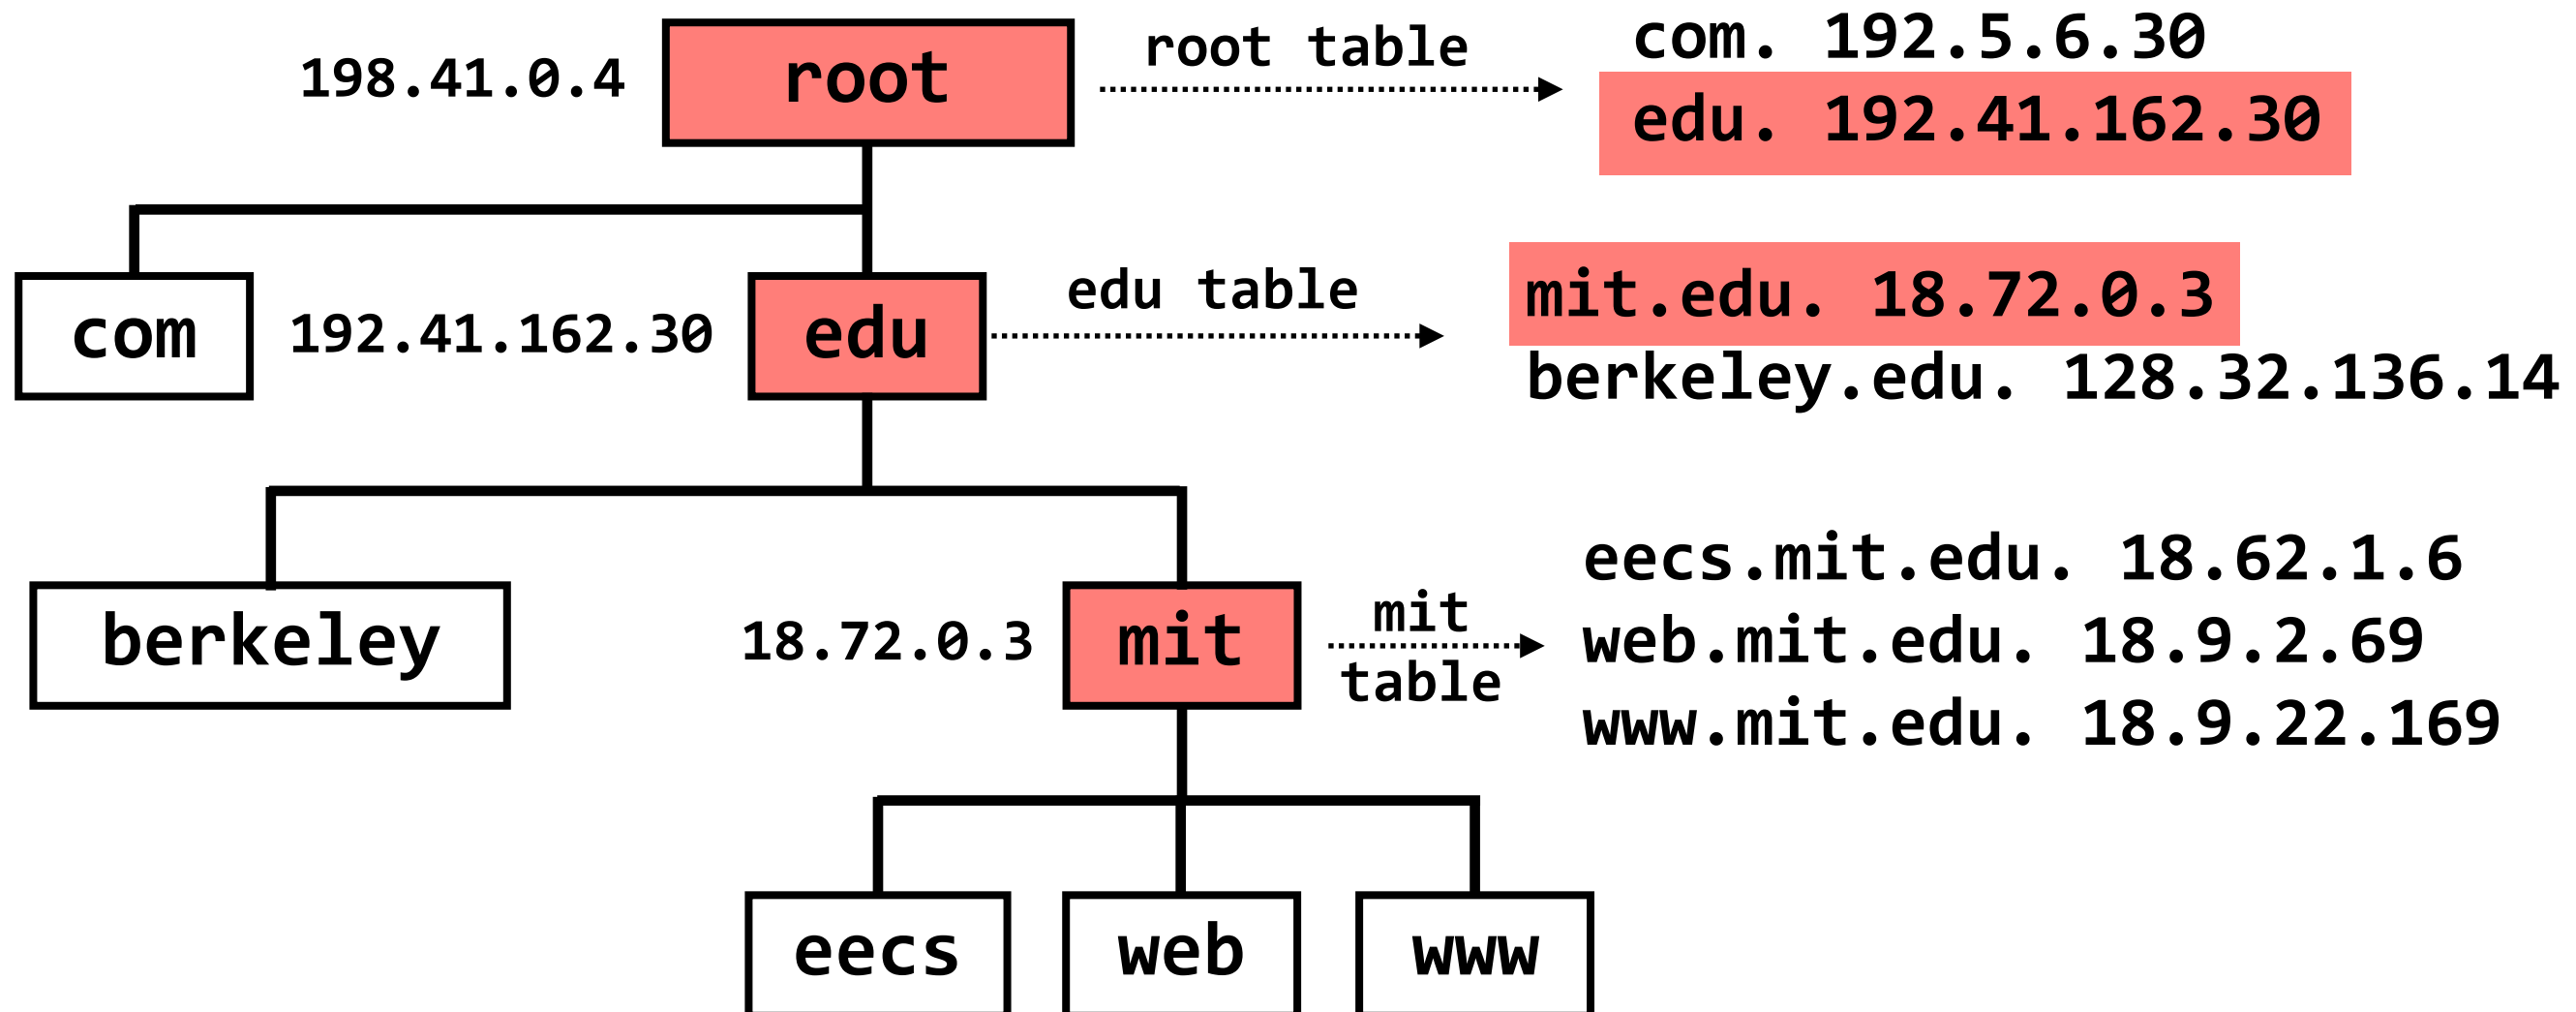 198.41.0.4
root
root table
com. 192.5.6.30
edu. 192.41.162.30
com
192.41.162.30
edu
edu table
mit.edu. 18.72.0.3
berkeley.edu. 128.32.136.14
berkeley
18.72.0.3
mit
mit
table
eecs.mit.edu. 18.62.1.6
web.mit.edu. 18.9.2.69
www.mit.edu. 18.9.22.169
eecs
web
www